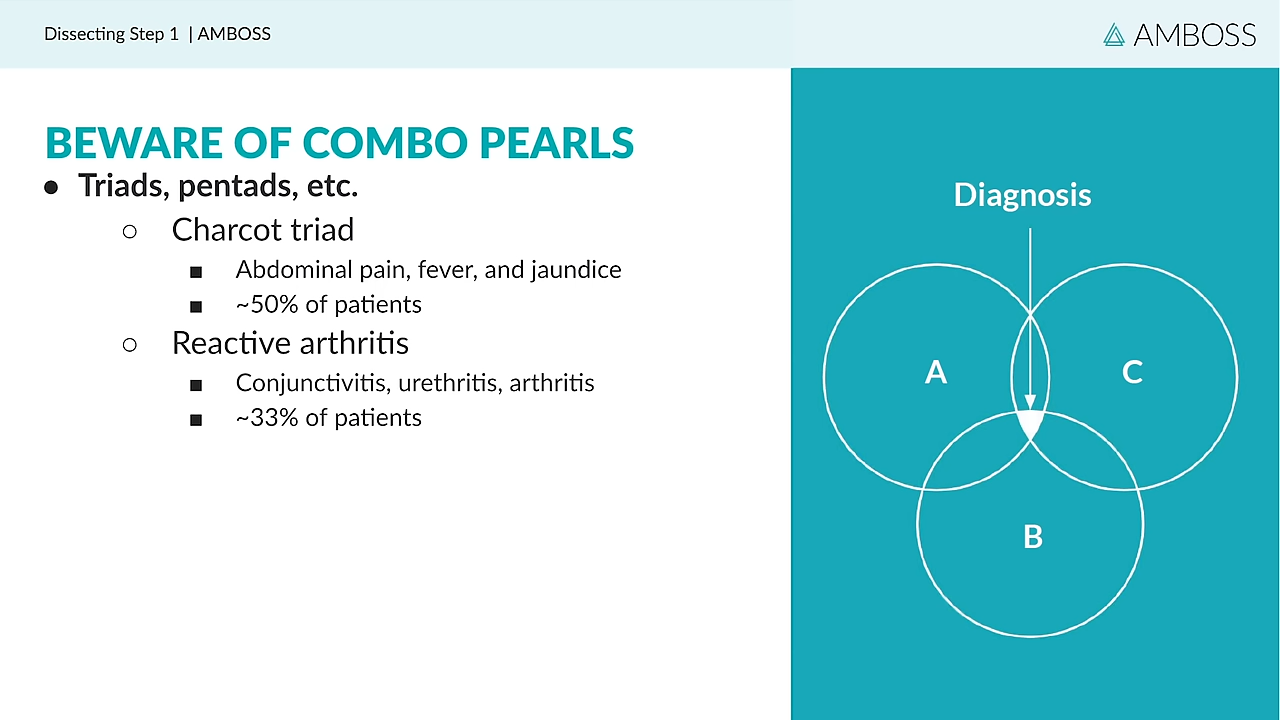 Dissecting Step 1 | AMBOSS
AMBOSS
BEWARE OF COMBO PEARLS
● Triads, pentads, etc.
○ Charcot triad
■ Abdominal pain, fever, and jaundice
■ ~50% of patients
○ Reactive arthritis
■ Conjunctivitis, urethritis, arthritis
■ ~33% of patients
Diagnosis
A
C
B